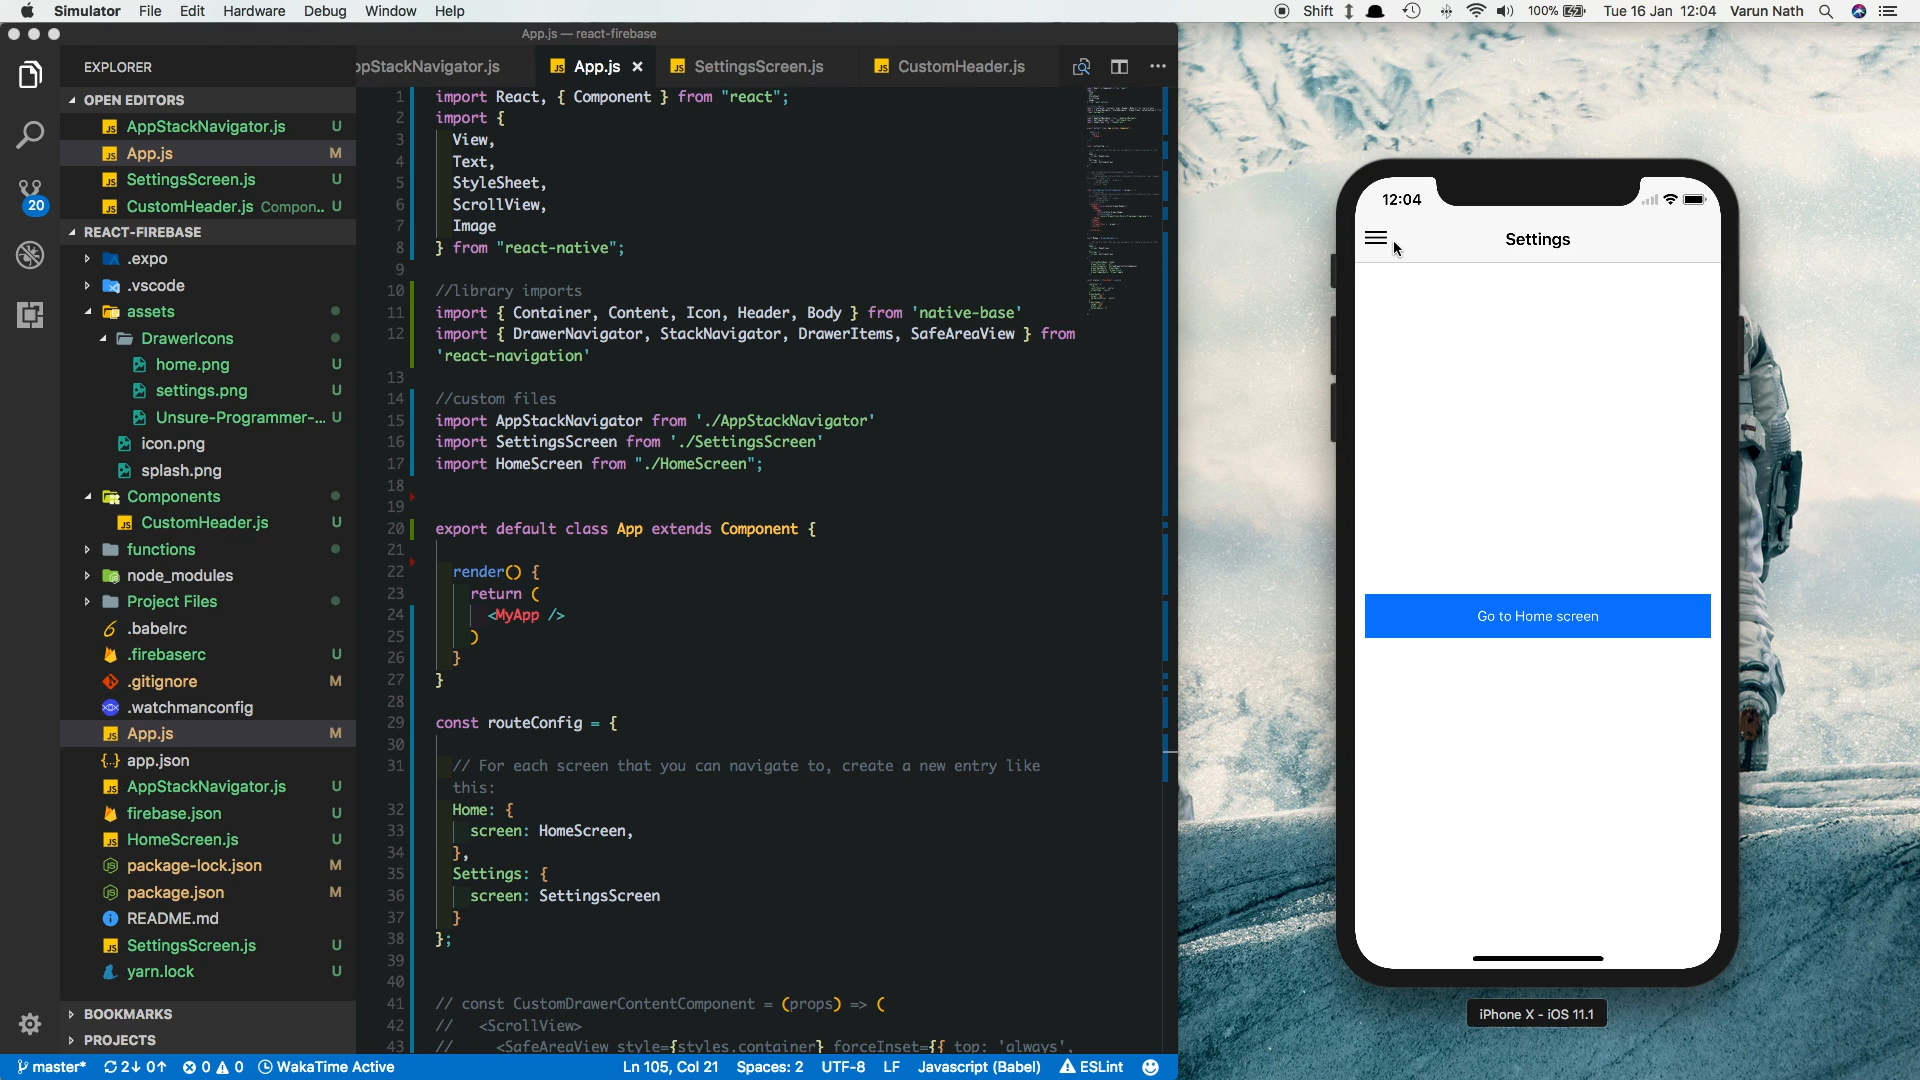 Simulator File Edit Hardware Debug Window Help
Shift 100% Tue 16 Jan 12:04 Varun Nath
App.js — react-firebase
EXPLORER
ppStackNavigator.js App.js SettingsScreen.js CustomHeader.js
OPEN EDITORS
AppStackNavigator.js U
App.js M
SettingsScreen.js U
CustomHeader.js Compon... U
REACT-FIREBASE
.expo
.vscode
assets
DrawerIcons
home.png U
settings.png U
Unsure-Programmer-... U
icon.png
splash.png
Components
CustomHeader.js U
functions
node_modules
Project Files
.babelrc
.firebaserc U
.gitignore M
.watchmanconfig
App.js M
app.json
AppStackNavigator.js U
firebase.json U
HomeScreen.js U
package-lock.json M
package.json M
README.md
SettingsScreen.js U
yarn.lock U
BOOKMARKS
PROJECTS
20
1 import React, { Component } from "react";
2 import {
3 View,
4 Text,
5 StyleSheet,
6 ScrollView,
7 Image
8 } from "react-native";
9
10 //library imports
11 import { Container, Content, Icon, Header, Body } from 'native-base'
12 import { DrawerNavigator, StackNavigator, DrawerItems, SafeAreaView } from
'react-navigation'
13
14 //custom files
15 import AppStackNavigator from './AppStackNavigator'
16 import SettingsScreen from './SettingsScreen'
17 import HomeScreen from "./HomeScreen";
18
19
20 export default class App extends Component {
21
22 render() {
23 return (
24 <MyApp />
25 )
26 }
27 }
28
29 const routeConfig = {
30
31 // For each screen that you can navigate to, create a new entry like
this:
32 Home: {
33 screen: HomeScreen,
34 },
35 Settings: {
36 screen: SettingsScreen
37 }
38 };
39
40
41 // const CustomDrawerContentComponent = (props) => (
42 // <ScrollView>
43 // <SafeAreaView style={styles.container} forceInset={{ top: 'always',
12:04
Settings
Go to Home screen
iPhone X - iOS 11.1
master* 2↓ 0↑ 0 0 WakaTime Active Ln 105, Col 21 Spaces: 2 UTF-8 LF Javascript (Babel) ESLint